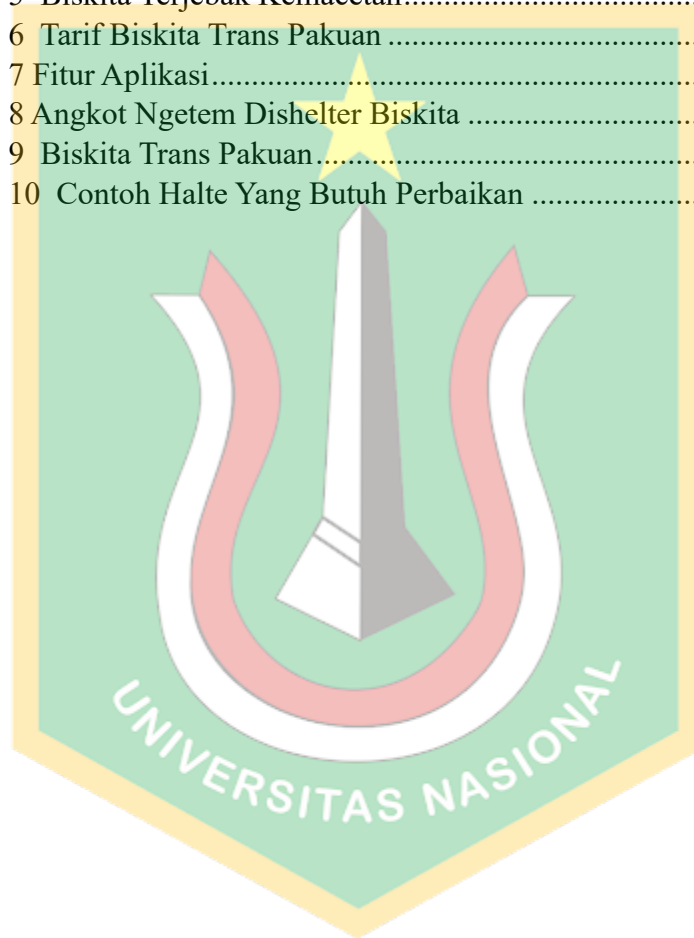 6 Tarif Biskita Trans Pakuan ......................................
7 Fitur Aplikasi.............................................................
8 Angkot Ngetem Dishelter Biskita ............................
9 Biskita Trans Pakuan................................................
10 Contoh Halte Yang Butuh Perbaikan ....................
UNIVERSITAS NASIONAL